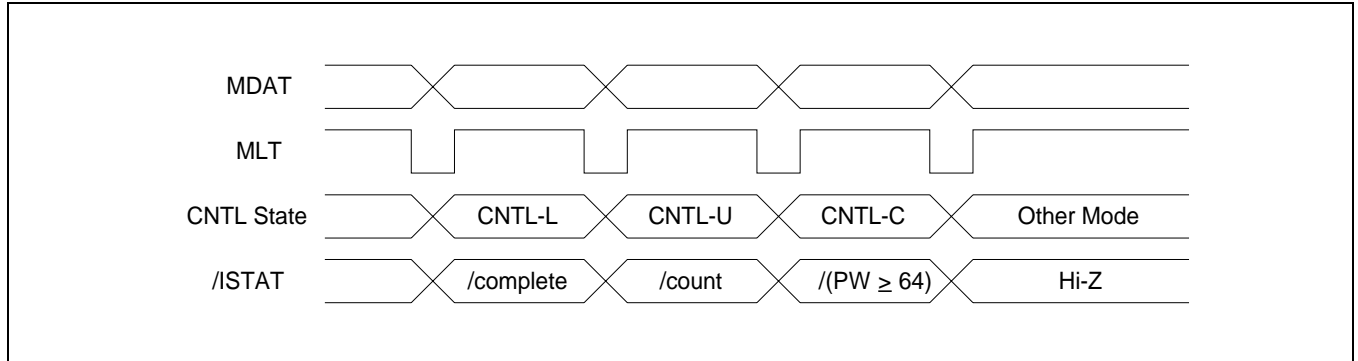 MDAT
MLT
CNTL State CNTL-L CNTL-U CNTL-C Other Mode
/ISTAT /complete /count /(PW ≥ 64) Hi-Z